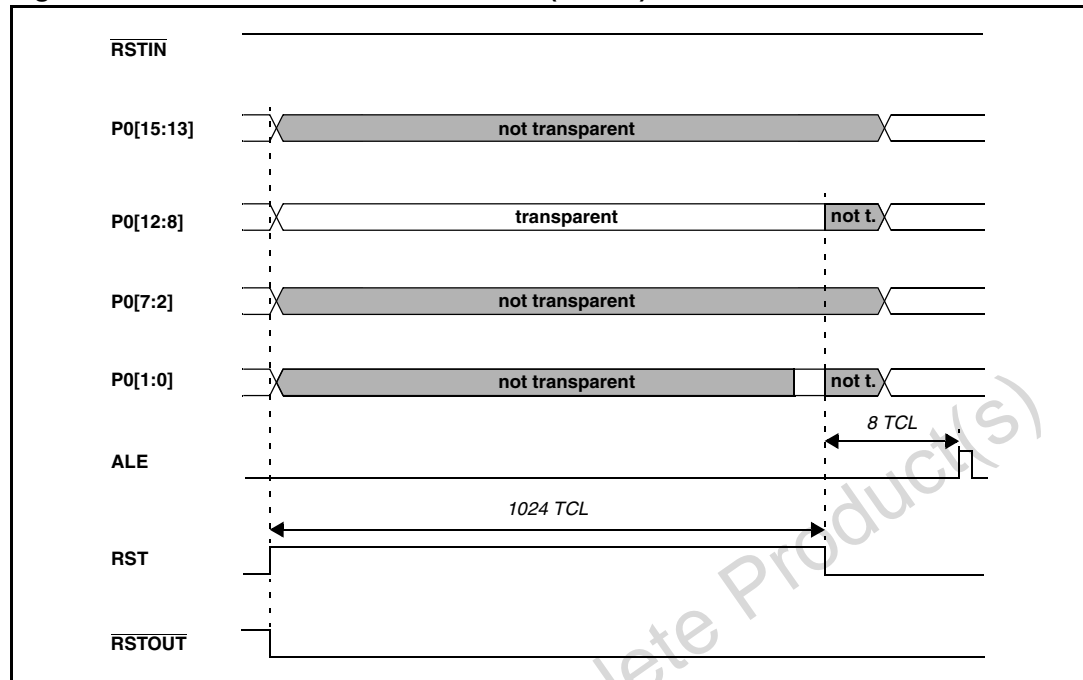 RSTIN
P0[15:13]
not transparent
P0[12:8]
transparent
not t.
P0[7:2]
not transparent
P0[1:0]
not transparent
not t.
8 TCL
ALE
1024 TCL
RST
RSTOUT
lete Product(s)